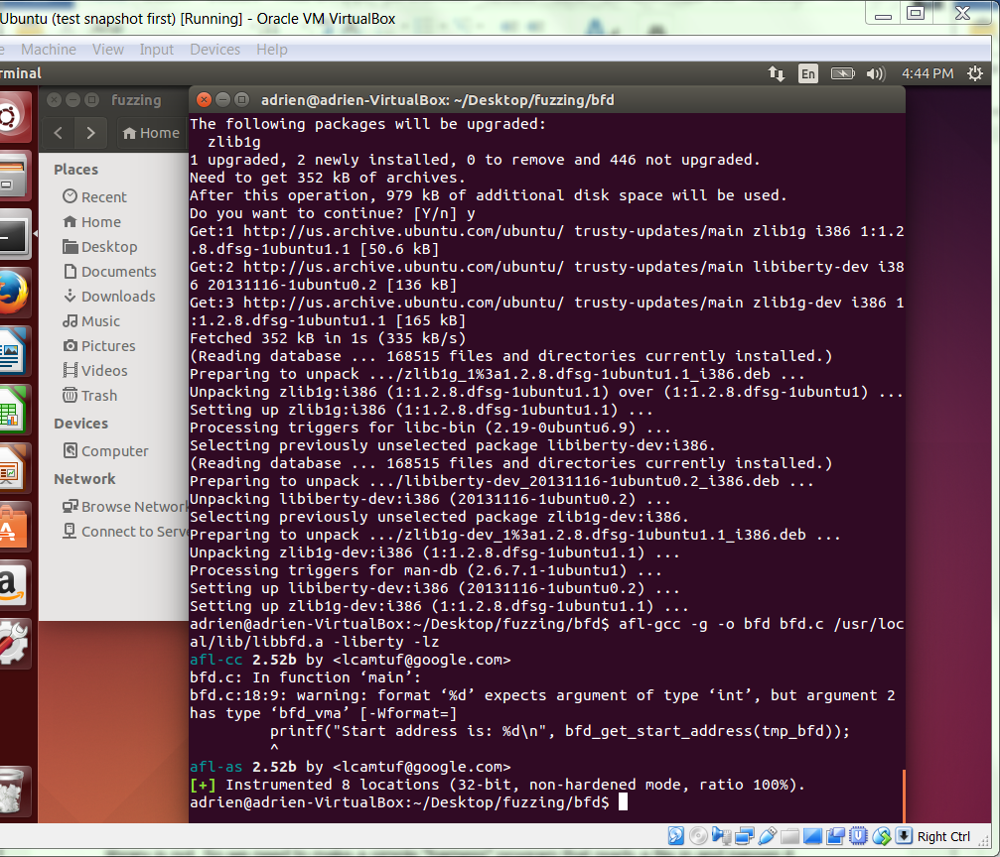 Ubuntu (test snapshot first) [Running] - Oracle VM VirtualBox
Machine View Input Devices Help
En 4:44 PM
fuzzing
adrien@adrien-VirtualBox: ~/Desktop/fuzzing/bfd
Home
Places
Recent
Home
Desktop
Documents
Downloads
Music
Pictures
Videos
Trash
Devices
Computer
Network
Browse Network
The following packages will be upgraded:
zlib1g
1 upgraded, 2 newly installed, 0 to remove and 446 not upgraded.
Need to get 352 kB of archives.
After this operation, 979 kB of additional disk space will be used.
Do you want to continue? [Y/n] y
Get:1 http://us.archive.ubuntu.com/ubuntu/ trusty-updates/main zlib1g i386 1:1.2
.8.dfsg-1ubuntu1.1 [50.6 kB]
Get:2 http://us.archive.ubuntu.com/ubuntu/ trusty-updates/main libiberty-dev i38
6 20131116-1ubuntu0.2 [136 kB]
Get:3 http://us.archive.ubuntu.com/ubuntu/ trusty-updates/main zlib1g-dev i386 1
:1.2.8.dfsg-1ubuntu1.1 [165 kB]
Fetched 352 kB in 1s (335 kB/s)
(Reading database ... 168515 files and directories currently installed.)
Preparing to unpack .../zlib1g_1%3a1.2.8.dfsg-1ubuntu1.1_i386.deb ...
Unpacking zlib1g:i386 (1:1.2.8.dfsg-1ubuntu1.1) over (1:1.2.8.dfsg-1ubuntu1) ...
Setting up zlib1g:i386 (1:1.2.8.dfsg-1ubuntu1.1) ...
Processing triggers for libc-bin (2.19-0ubuntu6.9) ...
Selecting previously unselected package libiberty-dev:i386.
(Reading database ... 168515 files and directories currently installed.)
Preparing to unpack .../libiberty-dev_20131116-1ubuntu0.2_i386.deb ...
Unpacking libiberty-dev:i386 (20131116-1ubuntu0.2) ...
Selecting previously unselected package zlib1g-dev:i386.
Preparing to unpack .../zlib1g-dev_1%3a1.2.8.dfsg-1ubuntu1.1_i386.deb ...
Unpacking zlib1g-dev:i386 (1:1.2.8.dfsg-1ubuntu1.1) ...
Processing triggers for man-db (2.6.7.1-1ubuntu1) ...
Setting up libiberty-dev:i386 (20131116-1ubuntu0.2) ...
Setting up zlib1g-dev:i386 (1:1.2.8.dfsg-1ubuntu1.1) ...
adrien@adrien-VirtualBox:~/Desktop/fuzzing/bfd$ afl-gcc -g -o bfd bfd.c /usr/loc
al/lib/libbfd.a -liberty -lz
afl-cc 2.52b by <lcamtuf@google.com>
bfd.c: In function ‘main’:
bfd.c:18:9: warning: format ‘%d’ expects argument of type ‘int’, but argument 2
has type ‘bfd_vma’ [-Wformat=]
printf("Start address is: %d\n", bfd_get_start_address(tmp_bfd));
^
afl-as 2.52b by <lcamtuf@google.com>
[+] Instrumented 8 locations (32-bit, non-hardened mode, ratio 100%).
adrien@adrien-VirtualBox:~/Desktop/fuzzing/bfd$
Connect to Serv
Right Ctrl